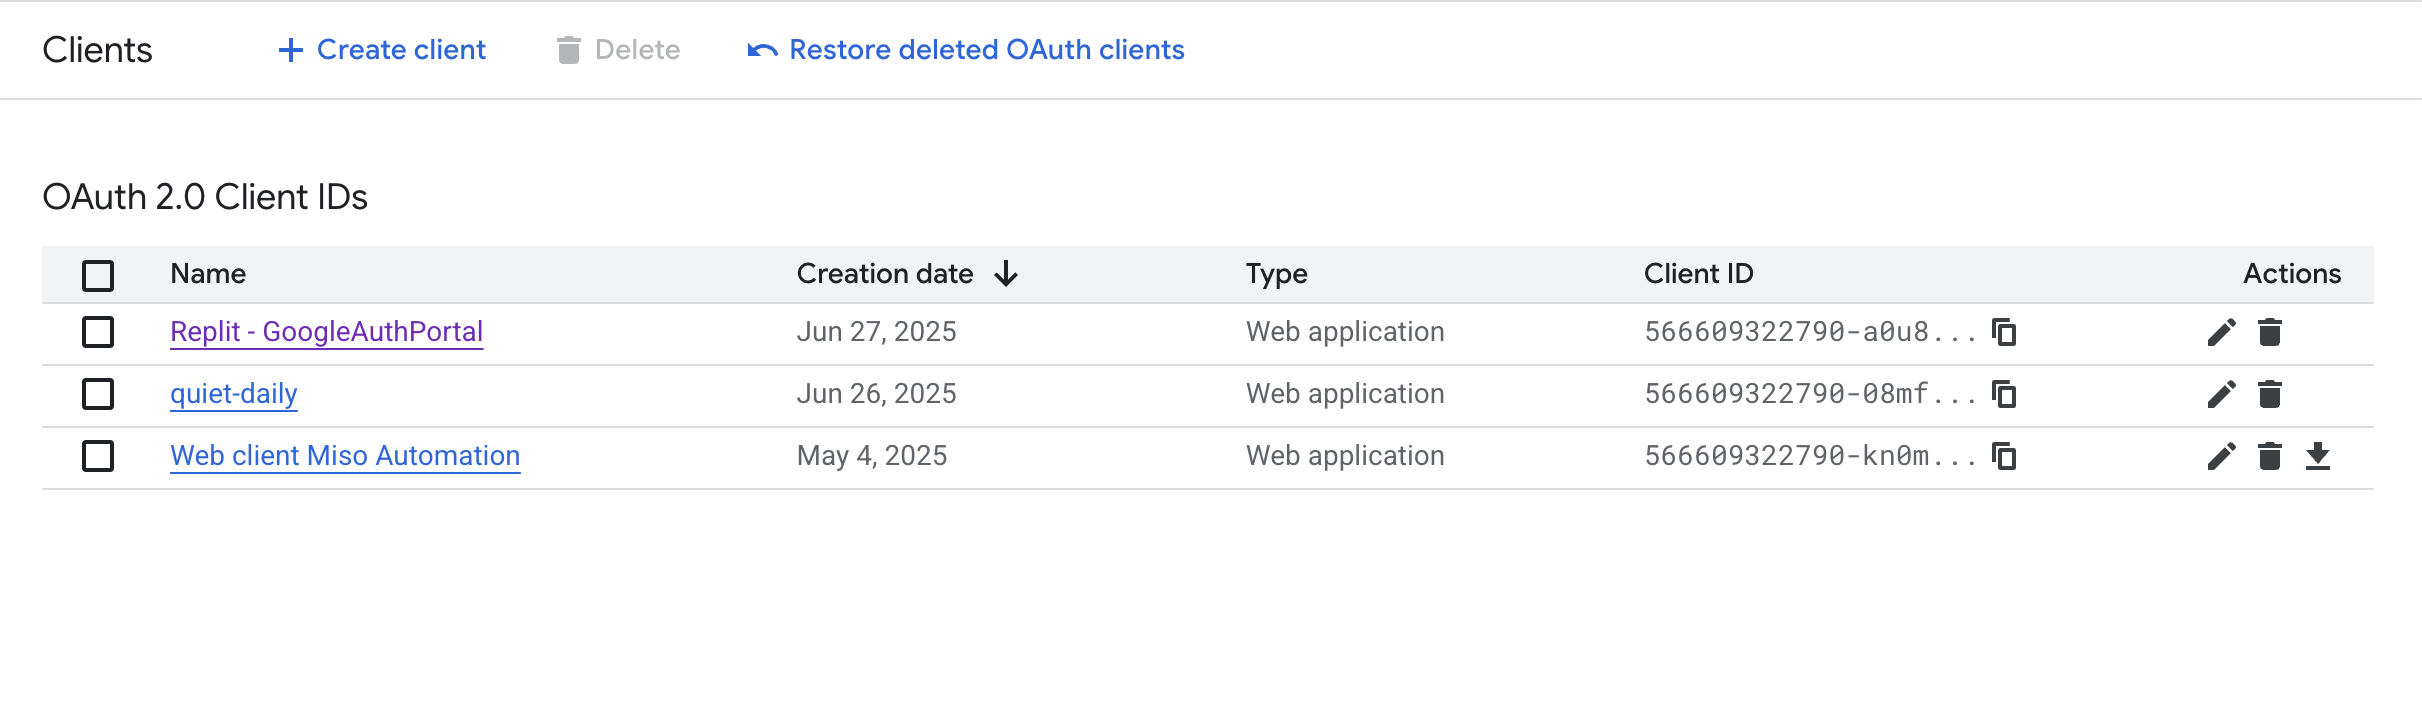 Clients Create client Delete Restore deleted OAuth clients
OAuth 2.0 Client IDs
Name Creation date Type Client ID Actions
Replit - GoogleAuthPortal Jun 27, 2025 Web application 566609322790-a0u8...
quiet-daily Jun 26, 2025 Web application 566609322790-08mf...
Web client Miso Automation May 4, 2025 Web application 566609322790-kn0m...